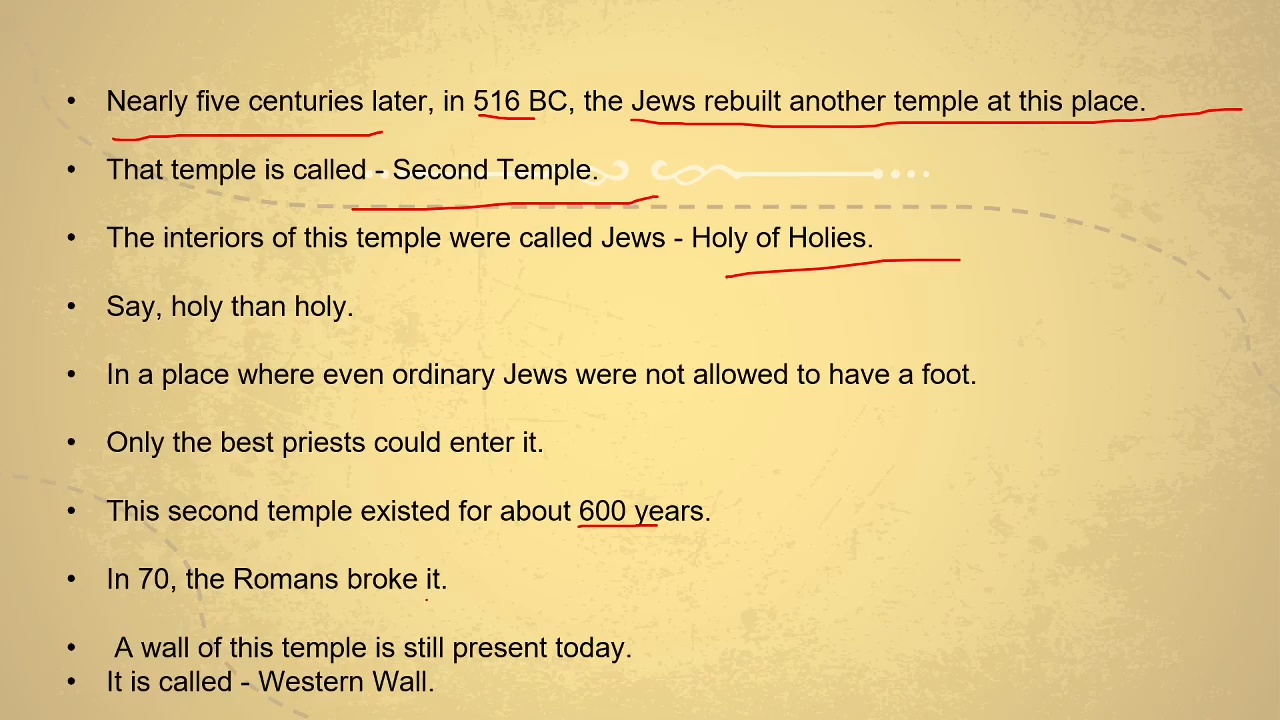 • Nearly five centuries later, in 516 BC, the Jews rebuilt another temple at this place.
• That temple is called - Second Temple.
• The interiors of this temple were called Jews - Holy of Holies.
• Say, holy than holy.
• In a place where even ordinary Jews were not allowed to have a foot.
• Only the best priests could enter it.
• This second temple existed for about 600 years.
• In 70, the Romans broke it.
• A wall of this temple is still present today.
• It is called - Western Wall.